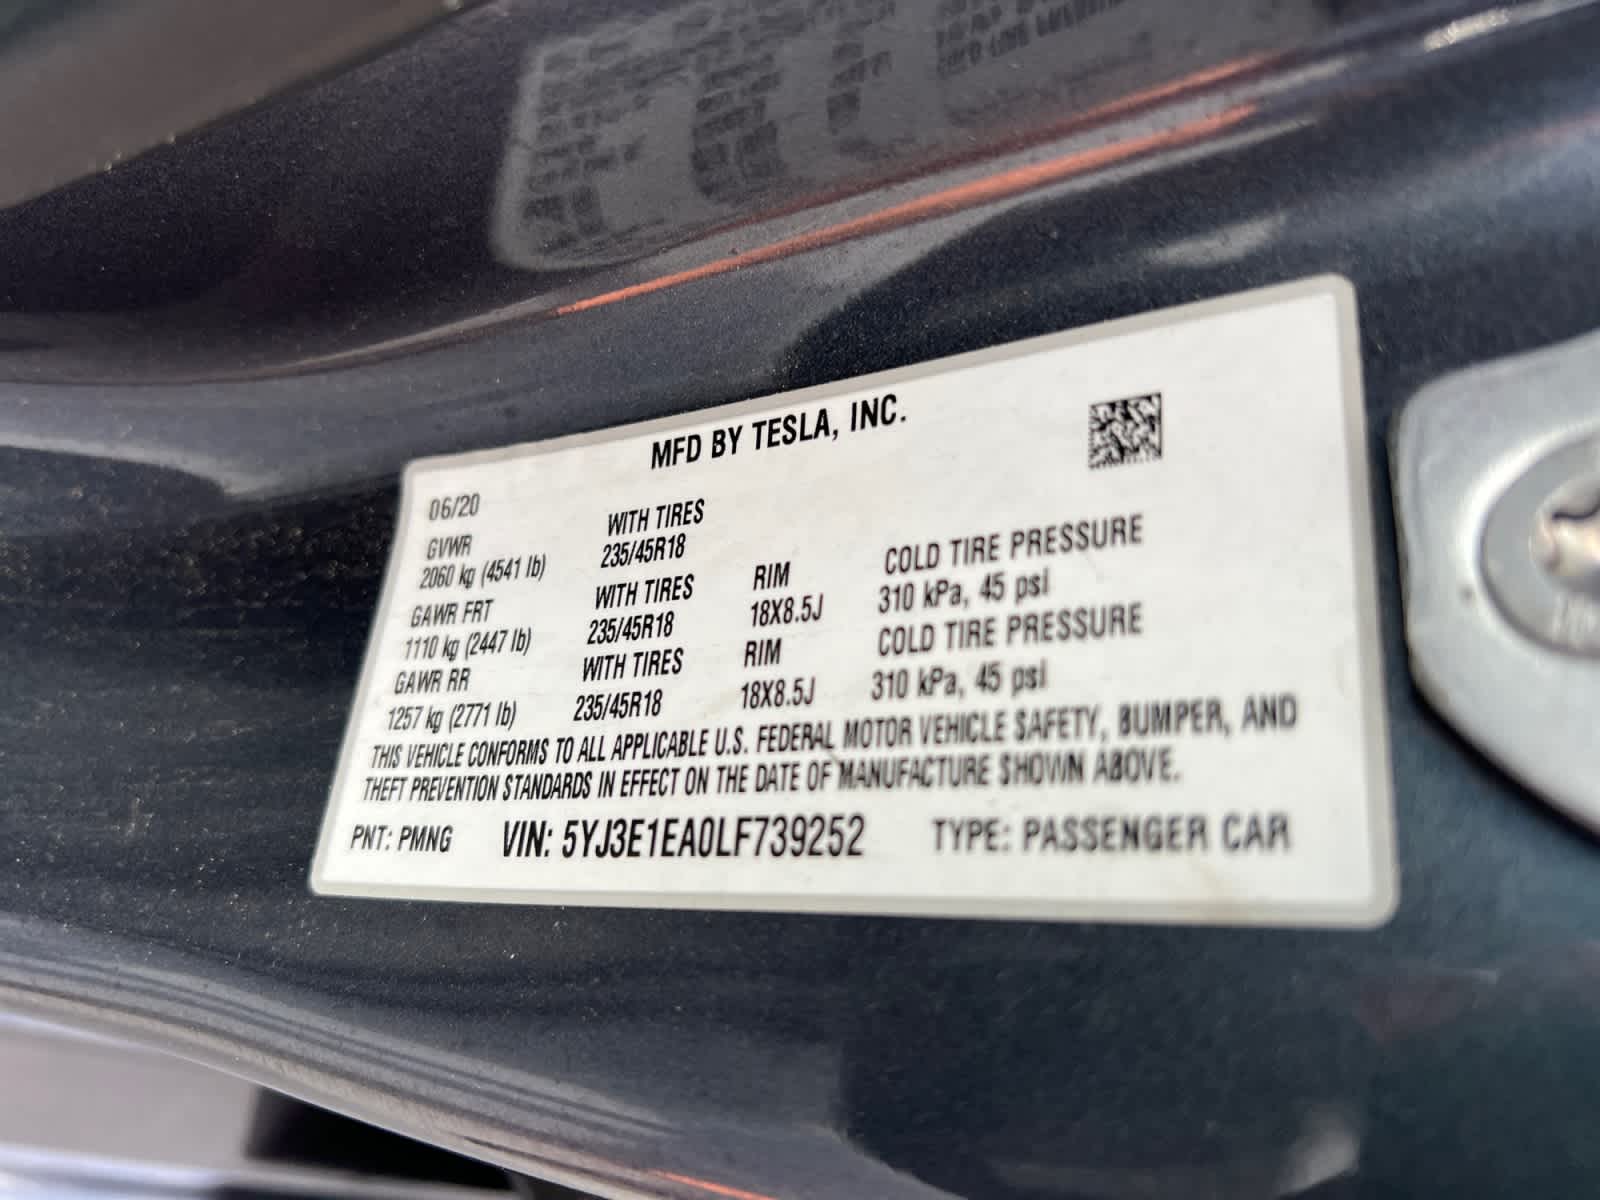 MFD BY TESLA, INC.
06/20
GVWR WITH TIRES
2060 kg (4541 lb) 235/45R18
GAWR FRT WITH TIRES RIM COLD TIRE PRESSURE
1110 kg (2447 lb) 235/45R18 18X8.5J 310 kPa, 45 psi
GAWR RR WITH TIRES RIM COLD TIRE PRESSURE
1257 kg (2771 lb) 235/45R18 18X8.5J 310 kPa, 45 psi
THIS VEHICLE CONFORMS TO ALL APPLICABLE U.S. FEDERAL MOTOR VEHICLE SAFETY, BUMPER, AND
THEFT PREVENTION STANDARDS IN EFFECT ON THE DATE OF MANUFACTURE SHOWN ABOVE.
PNT: PMNG VIN: 5YJ3E1EA0LF739252 TYPE: PASSENGER CAR